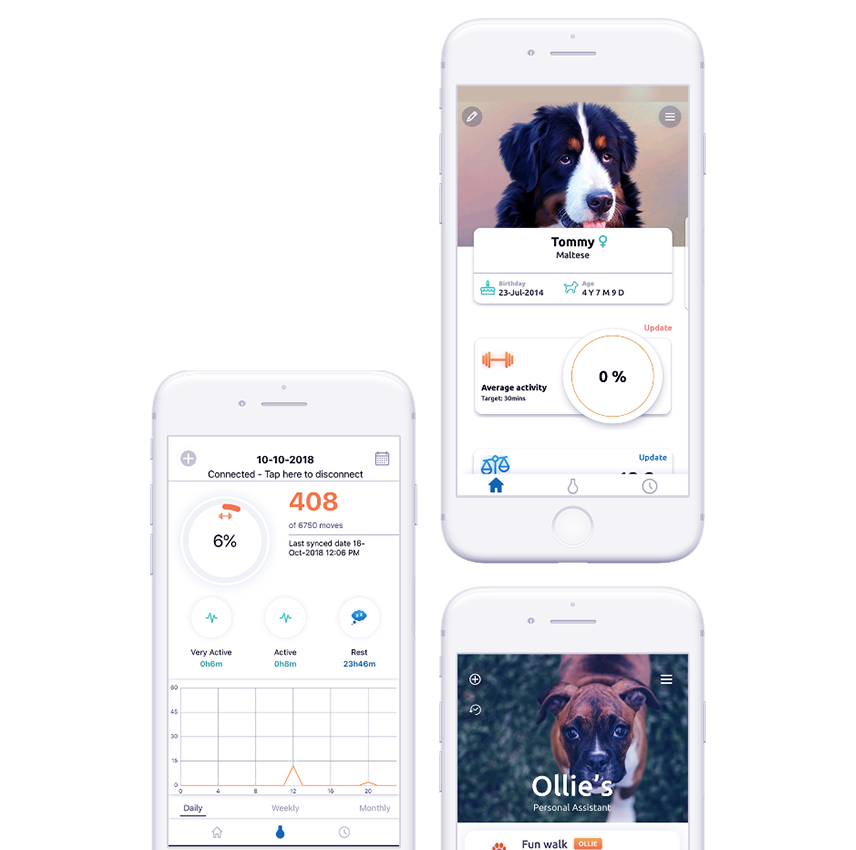 Tommy
Maltese
Birthday
23-Jul-2014
Age
4 Y 7 M 9 D
Update
Average activity
Target: 30mins
0 %
Update
10-10-2018
Connected - Tap here to disconnect
6%
408
of 6750 moves
Last synced date 16-
Oct-2018 12:06 PM
Very Active
0h6m
Active
0h8m
Rest
23h46m
60
45
30
15
0
0 4 8 12 16 20
Daily Weekly Monthly
Ollie's
Personal Assistant
Fun walk OLLIE